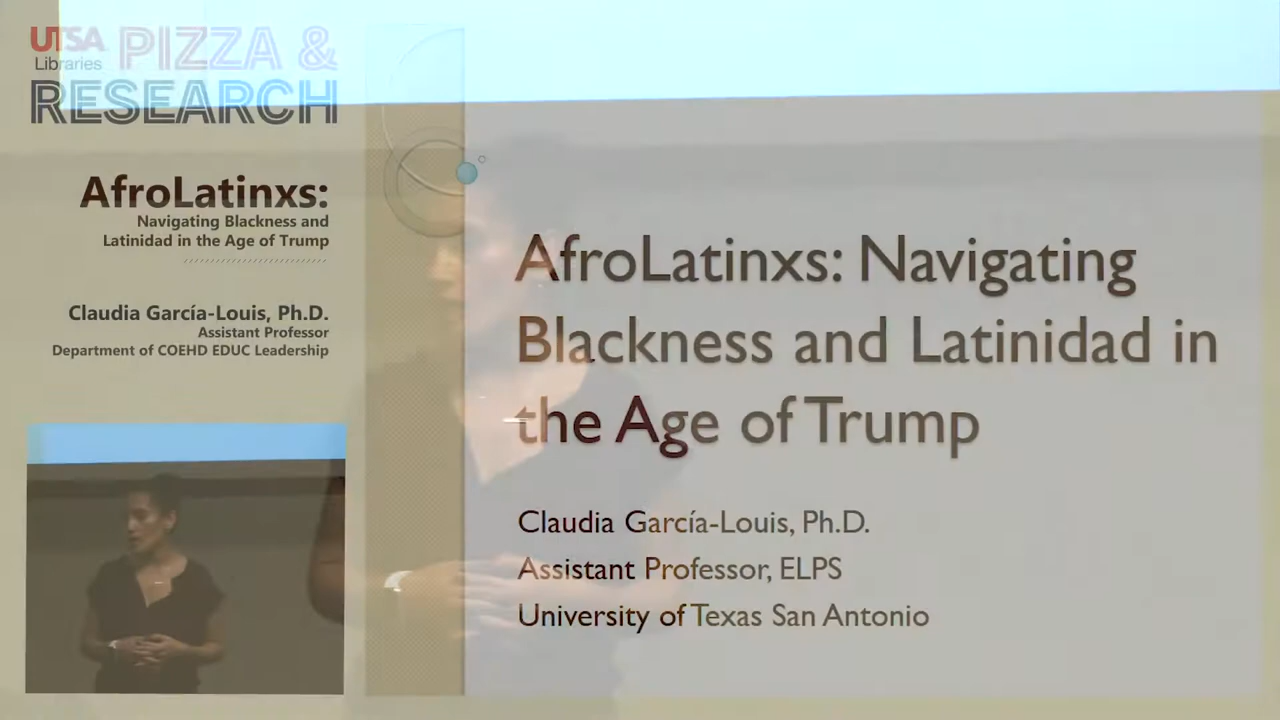 UTSA
Libraries
PIZZA &
RESEARCH
AfroLatinxs:
Navigating Blackness and
Latinidad in the Age of Trump
Claudia García-Louis, Ph.D.
Assistant Professor
Department of COEHD EDUC Leadership
AfroLatinxs: Navigating
Blackness and Latinidad in
the Age of Trump
Claudia García-Louis, Ph.D.
Assistant Professor, ELPS
University of Texas San Antonio